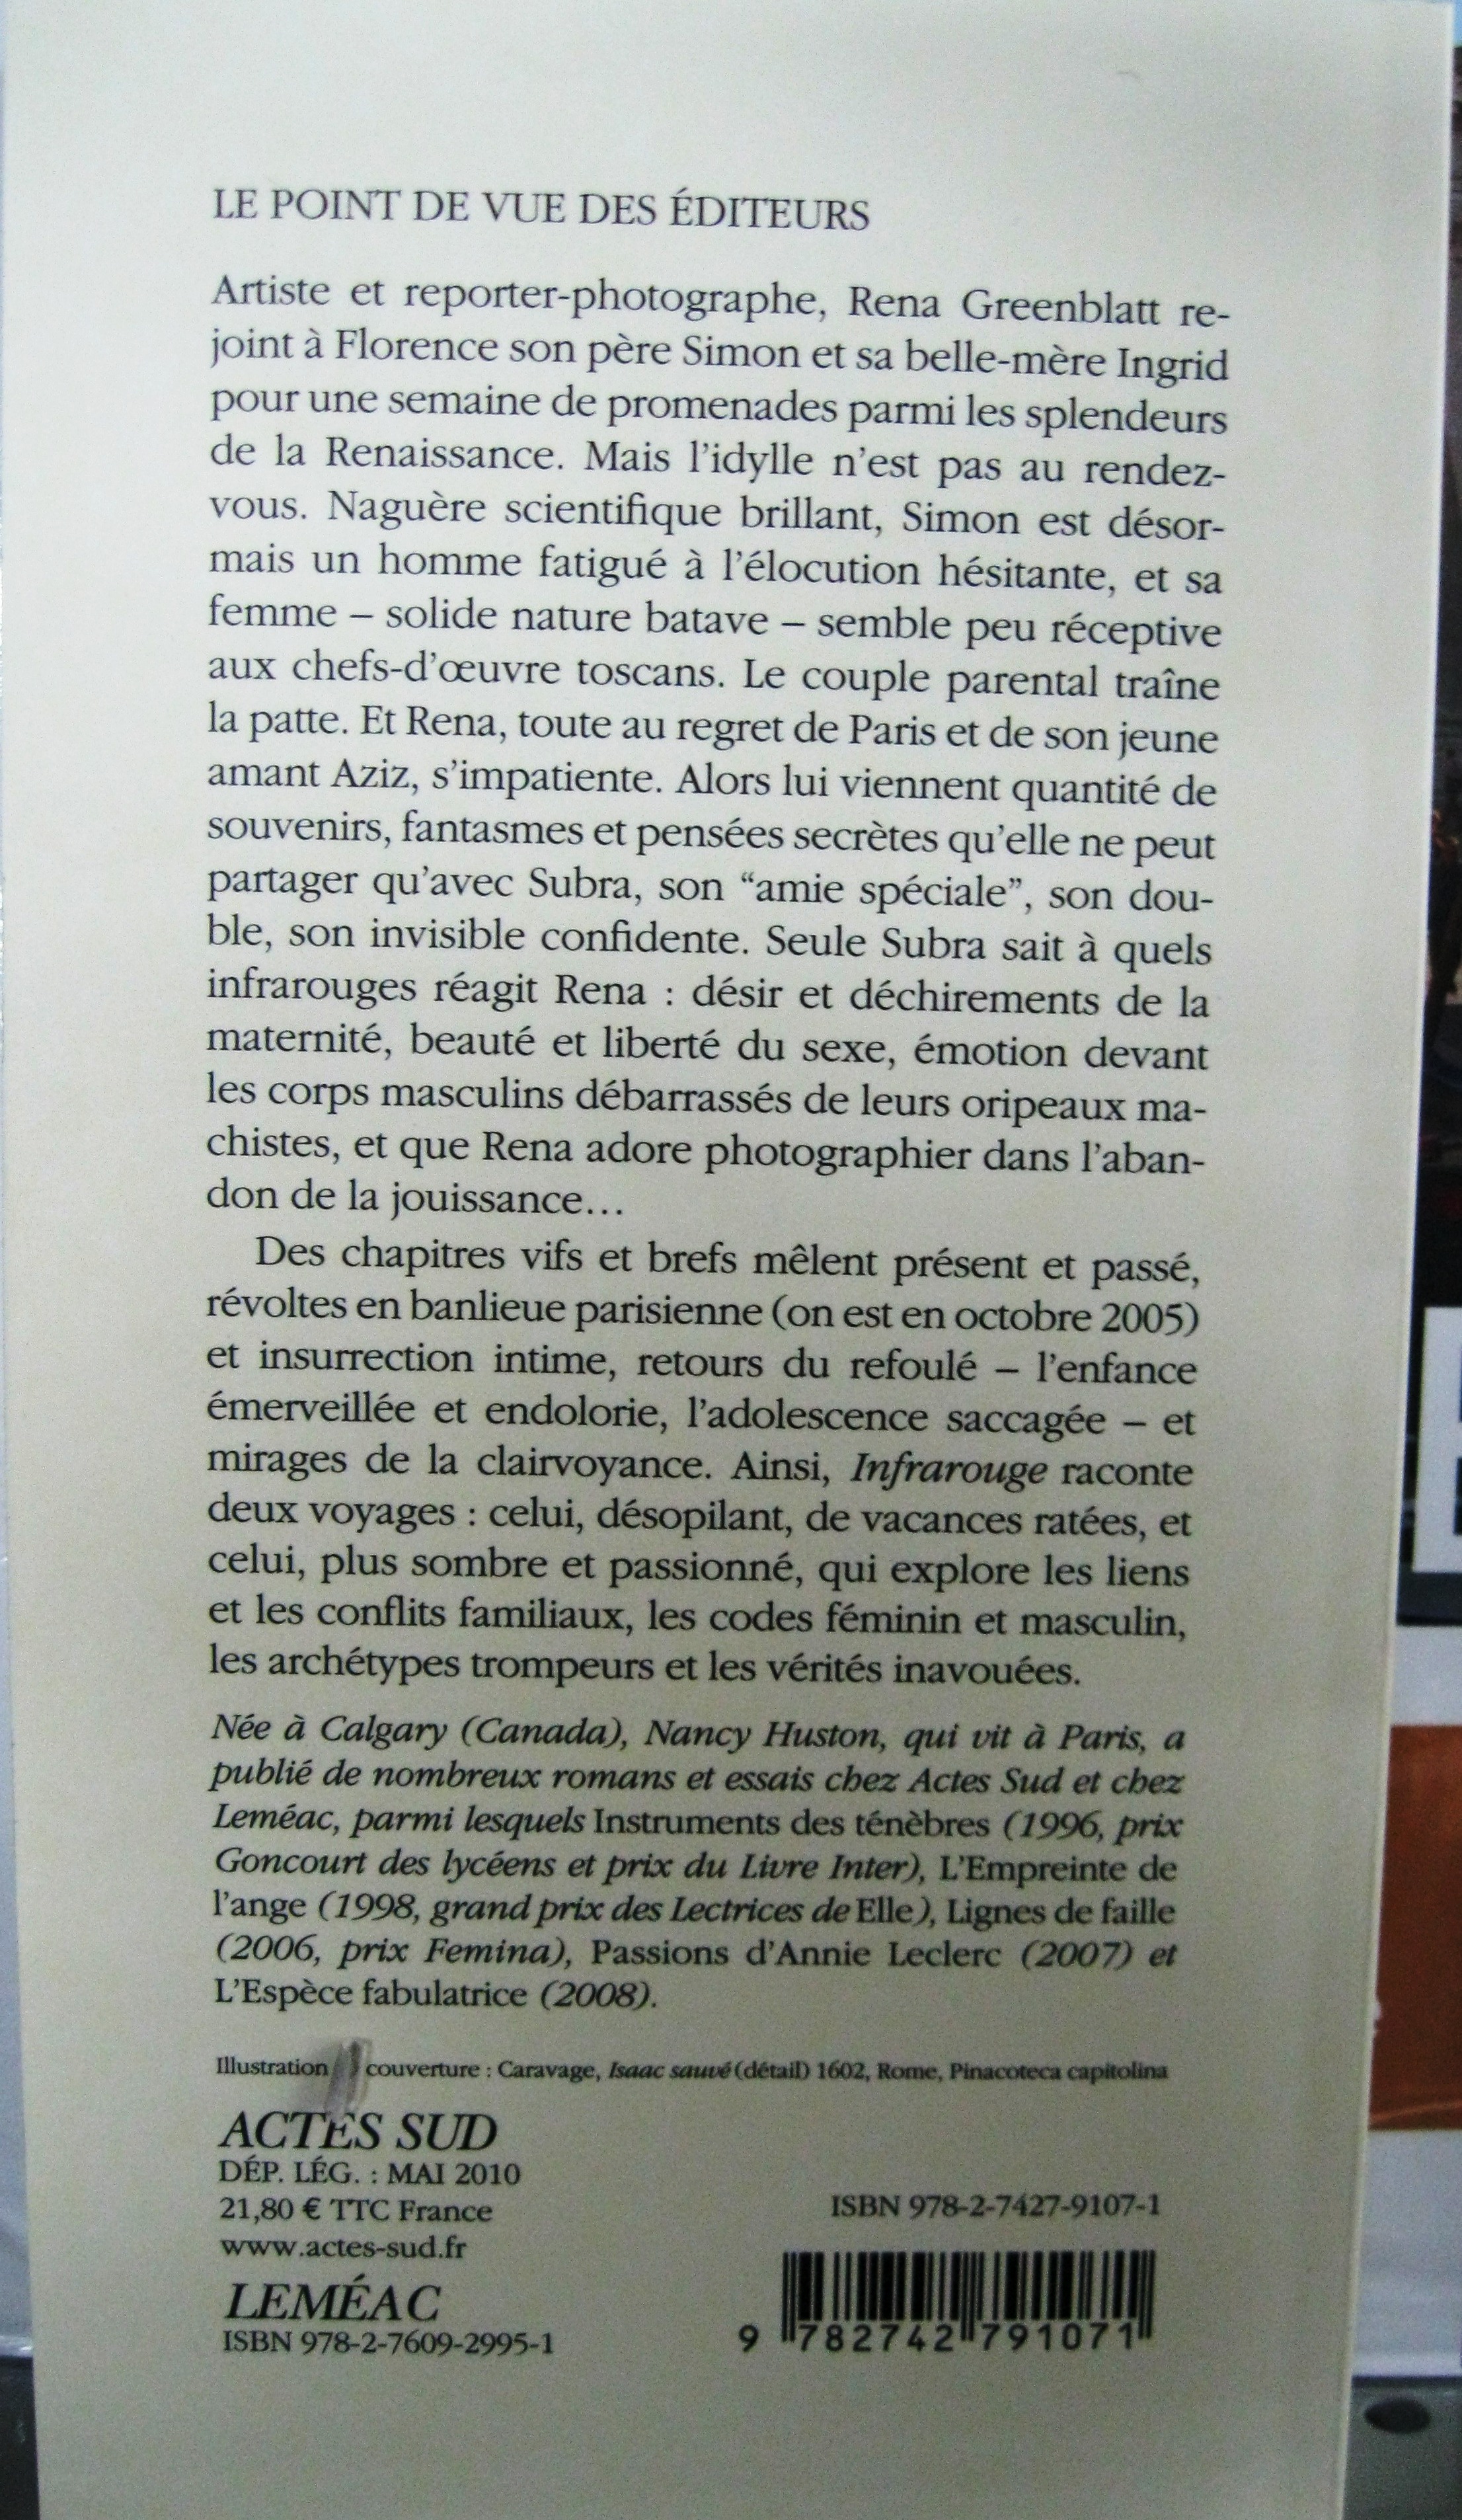 LE POINT DE VUE DES ÉDITEURS
Artiste et reporter-photographe, Rena Greenblatt re-
joint à Florence son père Simon et sa belle-mère Ingrid
pour une semaine de promenades parmi les splendeurs
de la Renaissance. Mais l'idylle n'est pas au rendez-
vous. Naguère scientifique brillant, Simon est désor-
mais un homme fatigué à l'élocution hésitante, et sa
femme – solide nature batave – semble peu réceptive
aux chefs-d'œuvre toscans. Le couple parental traîne
la patte. Et Rena, toute au regret de Paris et de son jeune
amant Aziz, s'impatiente. Alors lui viennent quantité de
souvenirs, fantasmes et pensées secrètes qu'elle ne peut
partager qu'avec Subra, son “amie spéciale”, son dou-
ble, son invisible confidente. Seule Subra sait à quels
infrarouges réagit Rena : désir et déchirements de la
maternité, beauté et liberté du sexe, émotion devant
les corps masculins débarrassés de leurs oripeaux ma-
chistes, et que Rena adore photographier dans l'aban-
don de la jouissance...
Des chapitres vifs et brefs mêlent présent et passé,
révoltes en banlieue parisienne (on est en octobre 2005)
et insurrection intime, retours du refoulé – l'enfance
émerveillée et endolorie, l'adolescence saccagée – et
mirages de la clairvoyance. Ainsi, Infrarouge raconte
deux voyages : celui, désopilant, de vacances ratées, et
celui, plus sombre et passionné, qui explore les liens
et les conflits familiaux, les codes féminin et masculin,
les archétypes trompeurs et les vérités inavouées.
Née à Calgary (Canada), Nancy Huston, qui vit à Paris, a
publié de nombreux romans et essais chez Actes Sud et chez
Leméac, parmi lesquels Instruments des ténèbres (1996, prix
Goncourt des lycéens et prix du Livre Inter), L'Empreinte de
l'ange (1998, grand prix des Lectrices de Elle), Lignes de faille
(2006, prix Femina), Passions d'Annie Leclerc (2007) et
L'Espèce fabulatrice (2008).
Illustration couverture : Caravage, Isaac sauvé (détail) 1602, Rome, Pinacoteca capitolina
ACTES SUD
DÉP. LÉG. : MAI 2010
21,80 € TTC France
www.actes-sud.fr
ISBN 978-2-7427-9107-1
LEMÉAC
ISBN 978-2-7609-2995-1
9 782742 791071